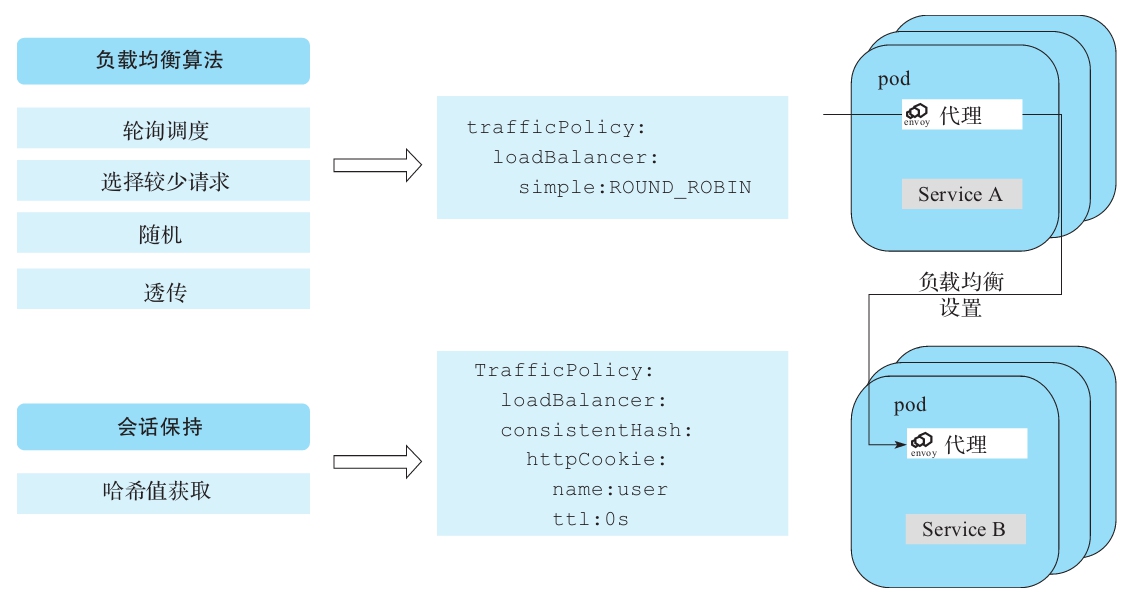 负载均衡算法
轮询调度
选择较少请求
随机
透传
trafficPolicy:
loadBalancer:
simple:ROUND_ROBIN
pod
envoy 代理
Service A
负载均衡
设置
会话保持
哈希值获取
TrafficPolicy:
loadBalancer:
consistentHash:
httpCookie:
name:user
ttl:0s
pod
envoy 代理
Service B